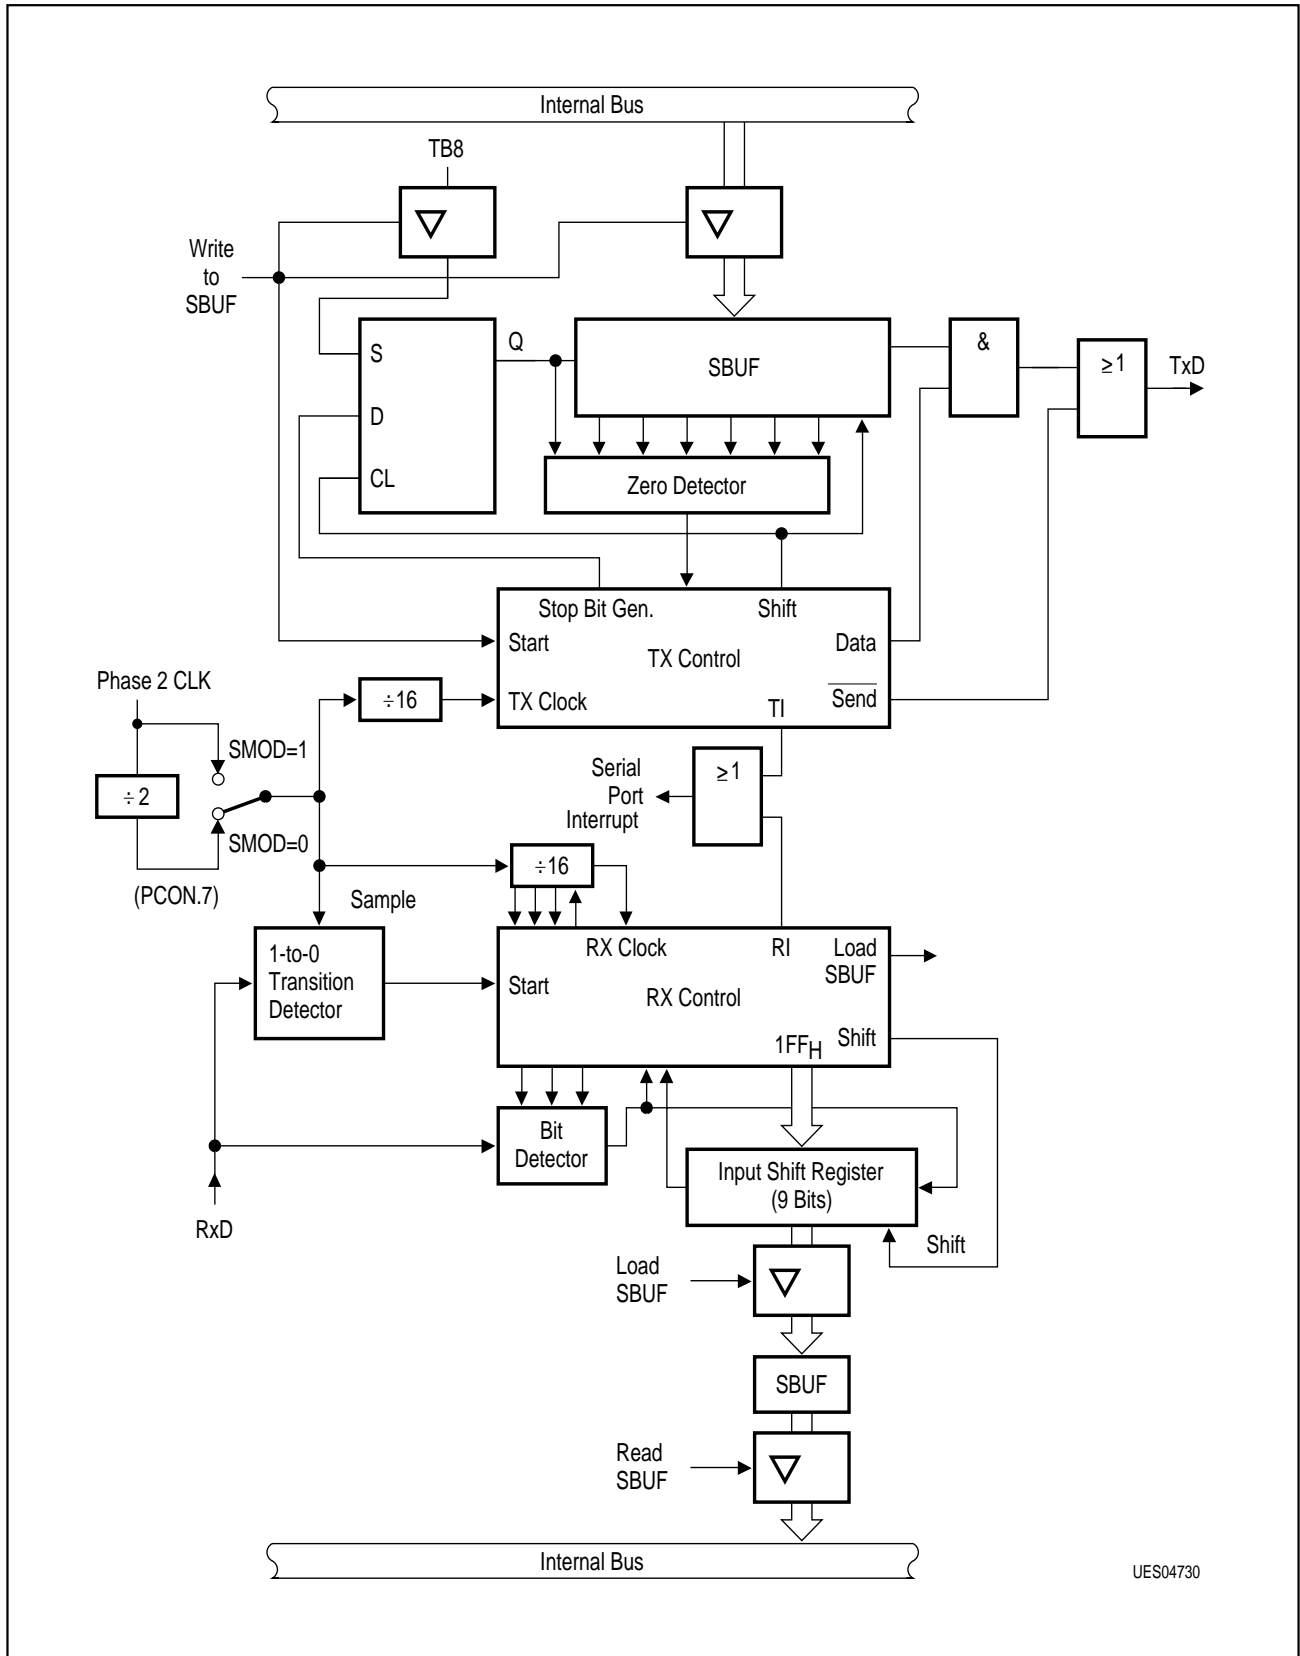 Internal Bus
TB8
Write
to
SBUF
S
Q
SBUF
&
≥1
TxD
D
CL
Zero Detector
Stop Bit Gen.
Shift
Start
TX Control
Data
Phase 2 CLK
÷16
TX Clock
TI
Send
SMOD=1
÷2
SMOD=0
(PCON.7)
Serial
Port
Interrupt
≥1
÷16
Sample
1-to-0
Transition
Detector
RX Clock
RI
Load
SBUF
Start
RX Control
1FFH
Shift
Bit
Detector
Input Shift Register
(9 Bits)
RxD
Shift
Load
SBUF
SBUF
Read
SBUF
Internal Bus
UES04730